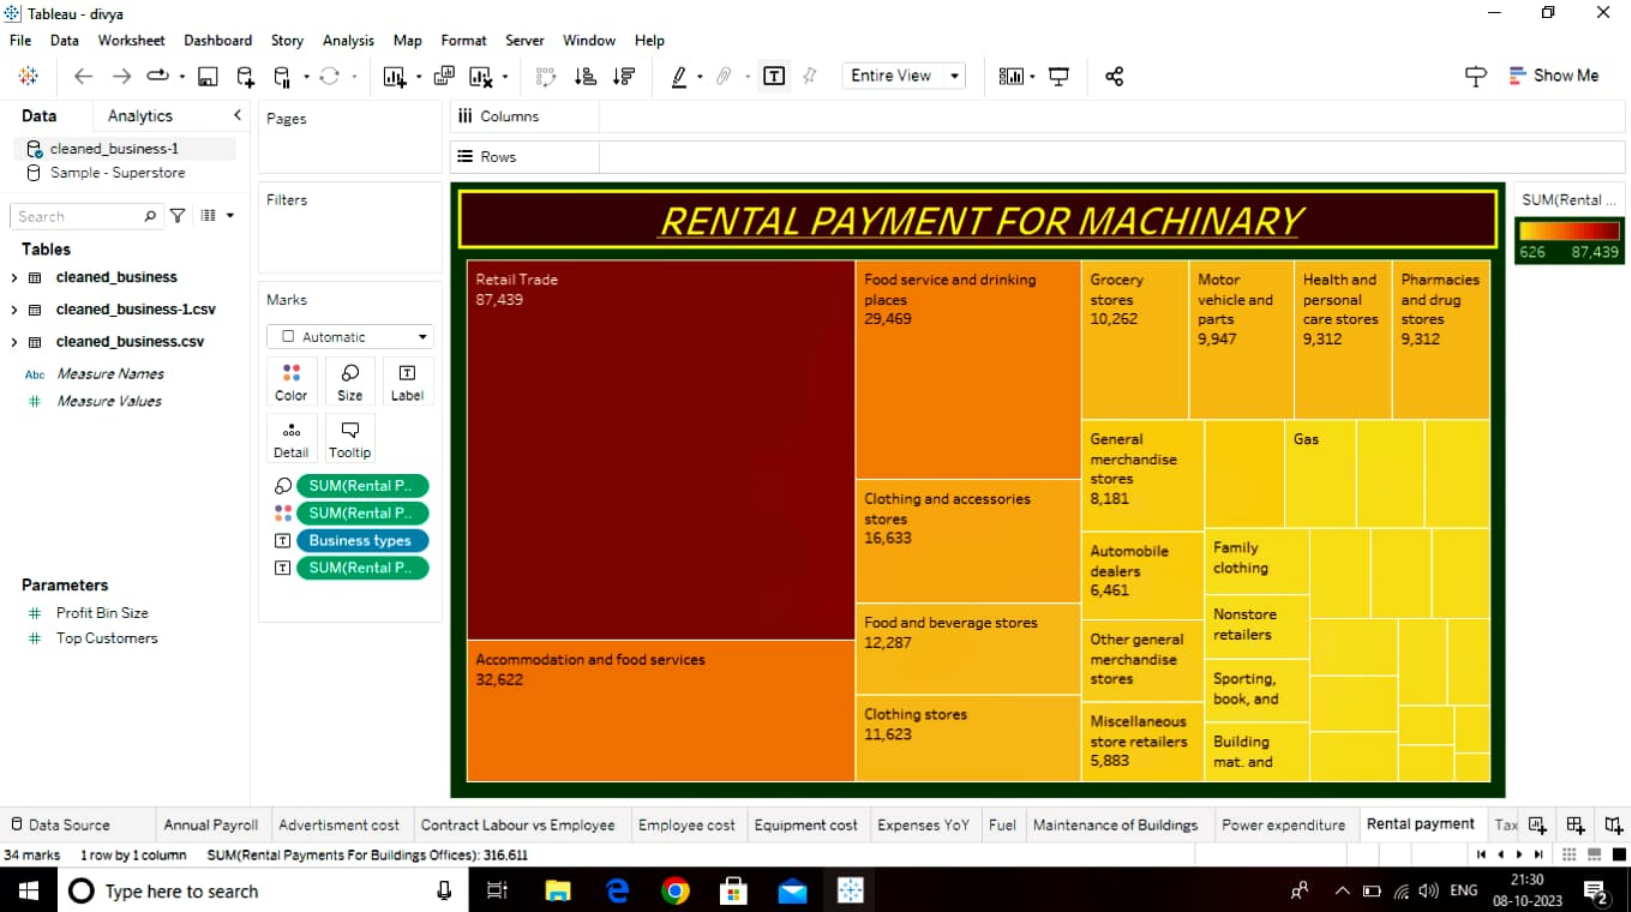 Tableau - divya
File Data Worksheet Dashboard Story Analysis Map Format Server Window Help
Entire View
Show Me
Data Analytics
cleaned_business-1
Sample - Superstore
Search
Tables
cleaned_business
cleaned_business-1.csv
cleaned_business.csv
Abc Measure Names
# Measure Values
Parameters
# Profit Bin Size
# Top Customers
Pages
Filters
Marks
Automatic
Color Size Label
Detail Tooltip
SUM(Rental P..
SUM(Rental P..
Business types
SUM(Rental P..
Columns
Rows
RENTAL PAYMENT FOR MACHINARY
Retail Trade
87,439
Accommodation and food services
32,622
Food service and drinking
places
29,469
Clothing and accessories
stores
16,633
Food and beverage stores
12,287
Clothing stores
11,623
Grocery
stores
10,262
Motor
vehicle and
parts
9,947
Health and
personal
care stores
9,312
Pharmacies
and drug
stores
9,312
General
merchandise
stores
8,181
Automobile
dealers
6,461
Other general
merchandise
stores
Miscellaneous
store retailers
5,883
Gas
Family
clothing
Nonstore
retailers
Sporting,
book, and
Building
mat. and
SUM(Rental ...
626 87,439
Data Source Annual Payroll Advertisment cost Contract Labour vs Employee Employee cost Equipment cost Expenses YoY Fuel Maintenance of Buildings Power expenditure Rental payment Tax
34 marks 1 row by 1 column SUM(Rental Payments For Buildings Offices): 316,611
Type here to search
ENG
21:30
08-10-2023
2